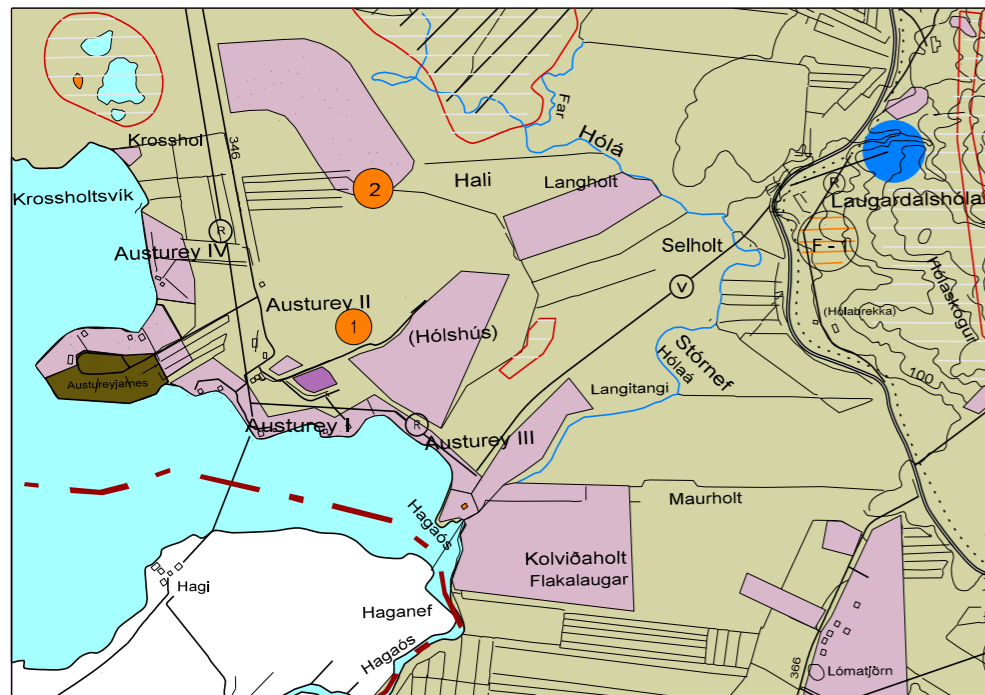 Far
Hólá
Krosshol
346
Krossholtsvík
2
Hali
Langholt
R
Laugardalshóla
R
Selholt
F - 1
Austurey IV
Hólaskógur
V
Austurey II
1
(Hólshús)
(Hólabrekka)
Stórnef
Hólaá
100
Austureyjarnes
Langitangi
Austurey I
R
Austurey III
Maurholt
Hagaós
Kolviðaholt
Flakalaugar
Hagi
Haganef
Hagaós
366
Lómatjörn